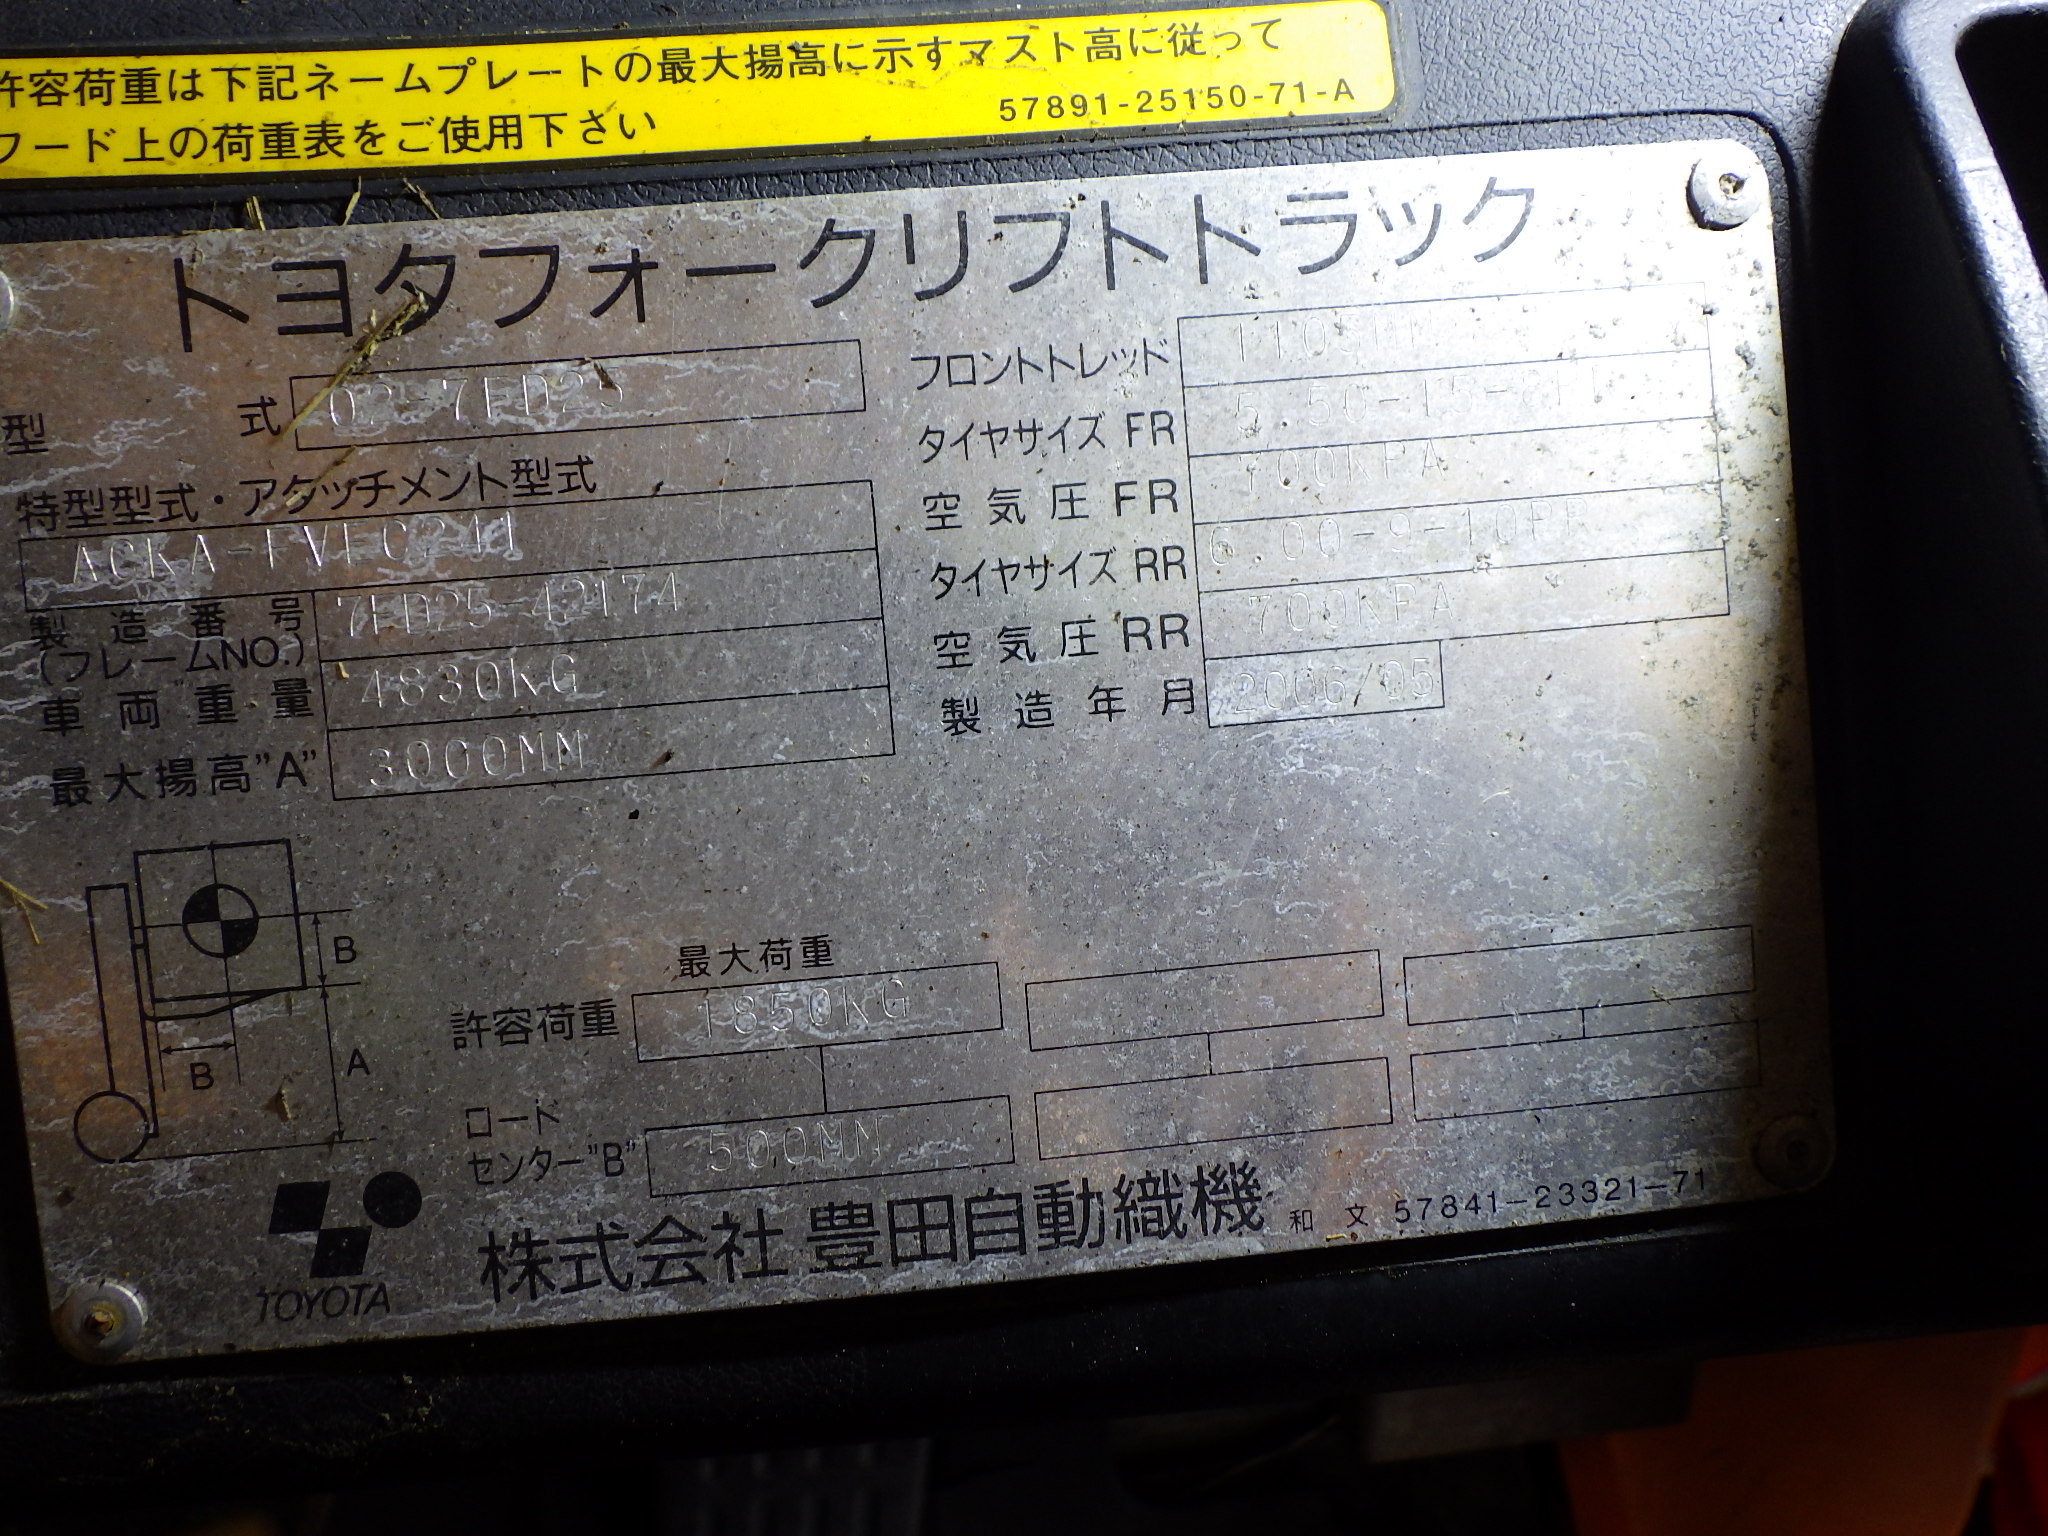 許容荷重は下記ネームプレートの最大揚高に示すマスト高に従って
フード上の荷重表をご使用下さい 57891-25150-71-A
トヨタフォークリフトトラック
型式 02-7FD25
特型型式・アタッチメント型式
製造番号 7FD25-42174
(フレームNO.)
車両重量 4830KG
最大揚高"A" 3000MM
フロントトレッド
タイヤサイズ FR
空気圧 FR 700KPA
タイヤサイズ RR 6.00-9-10PR
空気圧 RR 700KPA
製造年月 2006/05
B
A
B
最大荷重
許容荷重 1850KG
ロード
センター"B" 500MM
TOYOTA
株式会社 豊田自動織機 和文 57841-23321-71